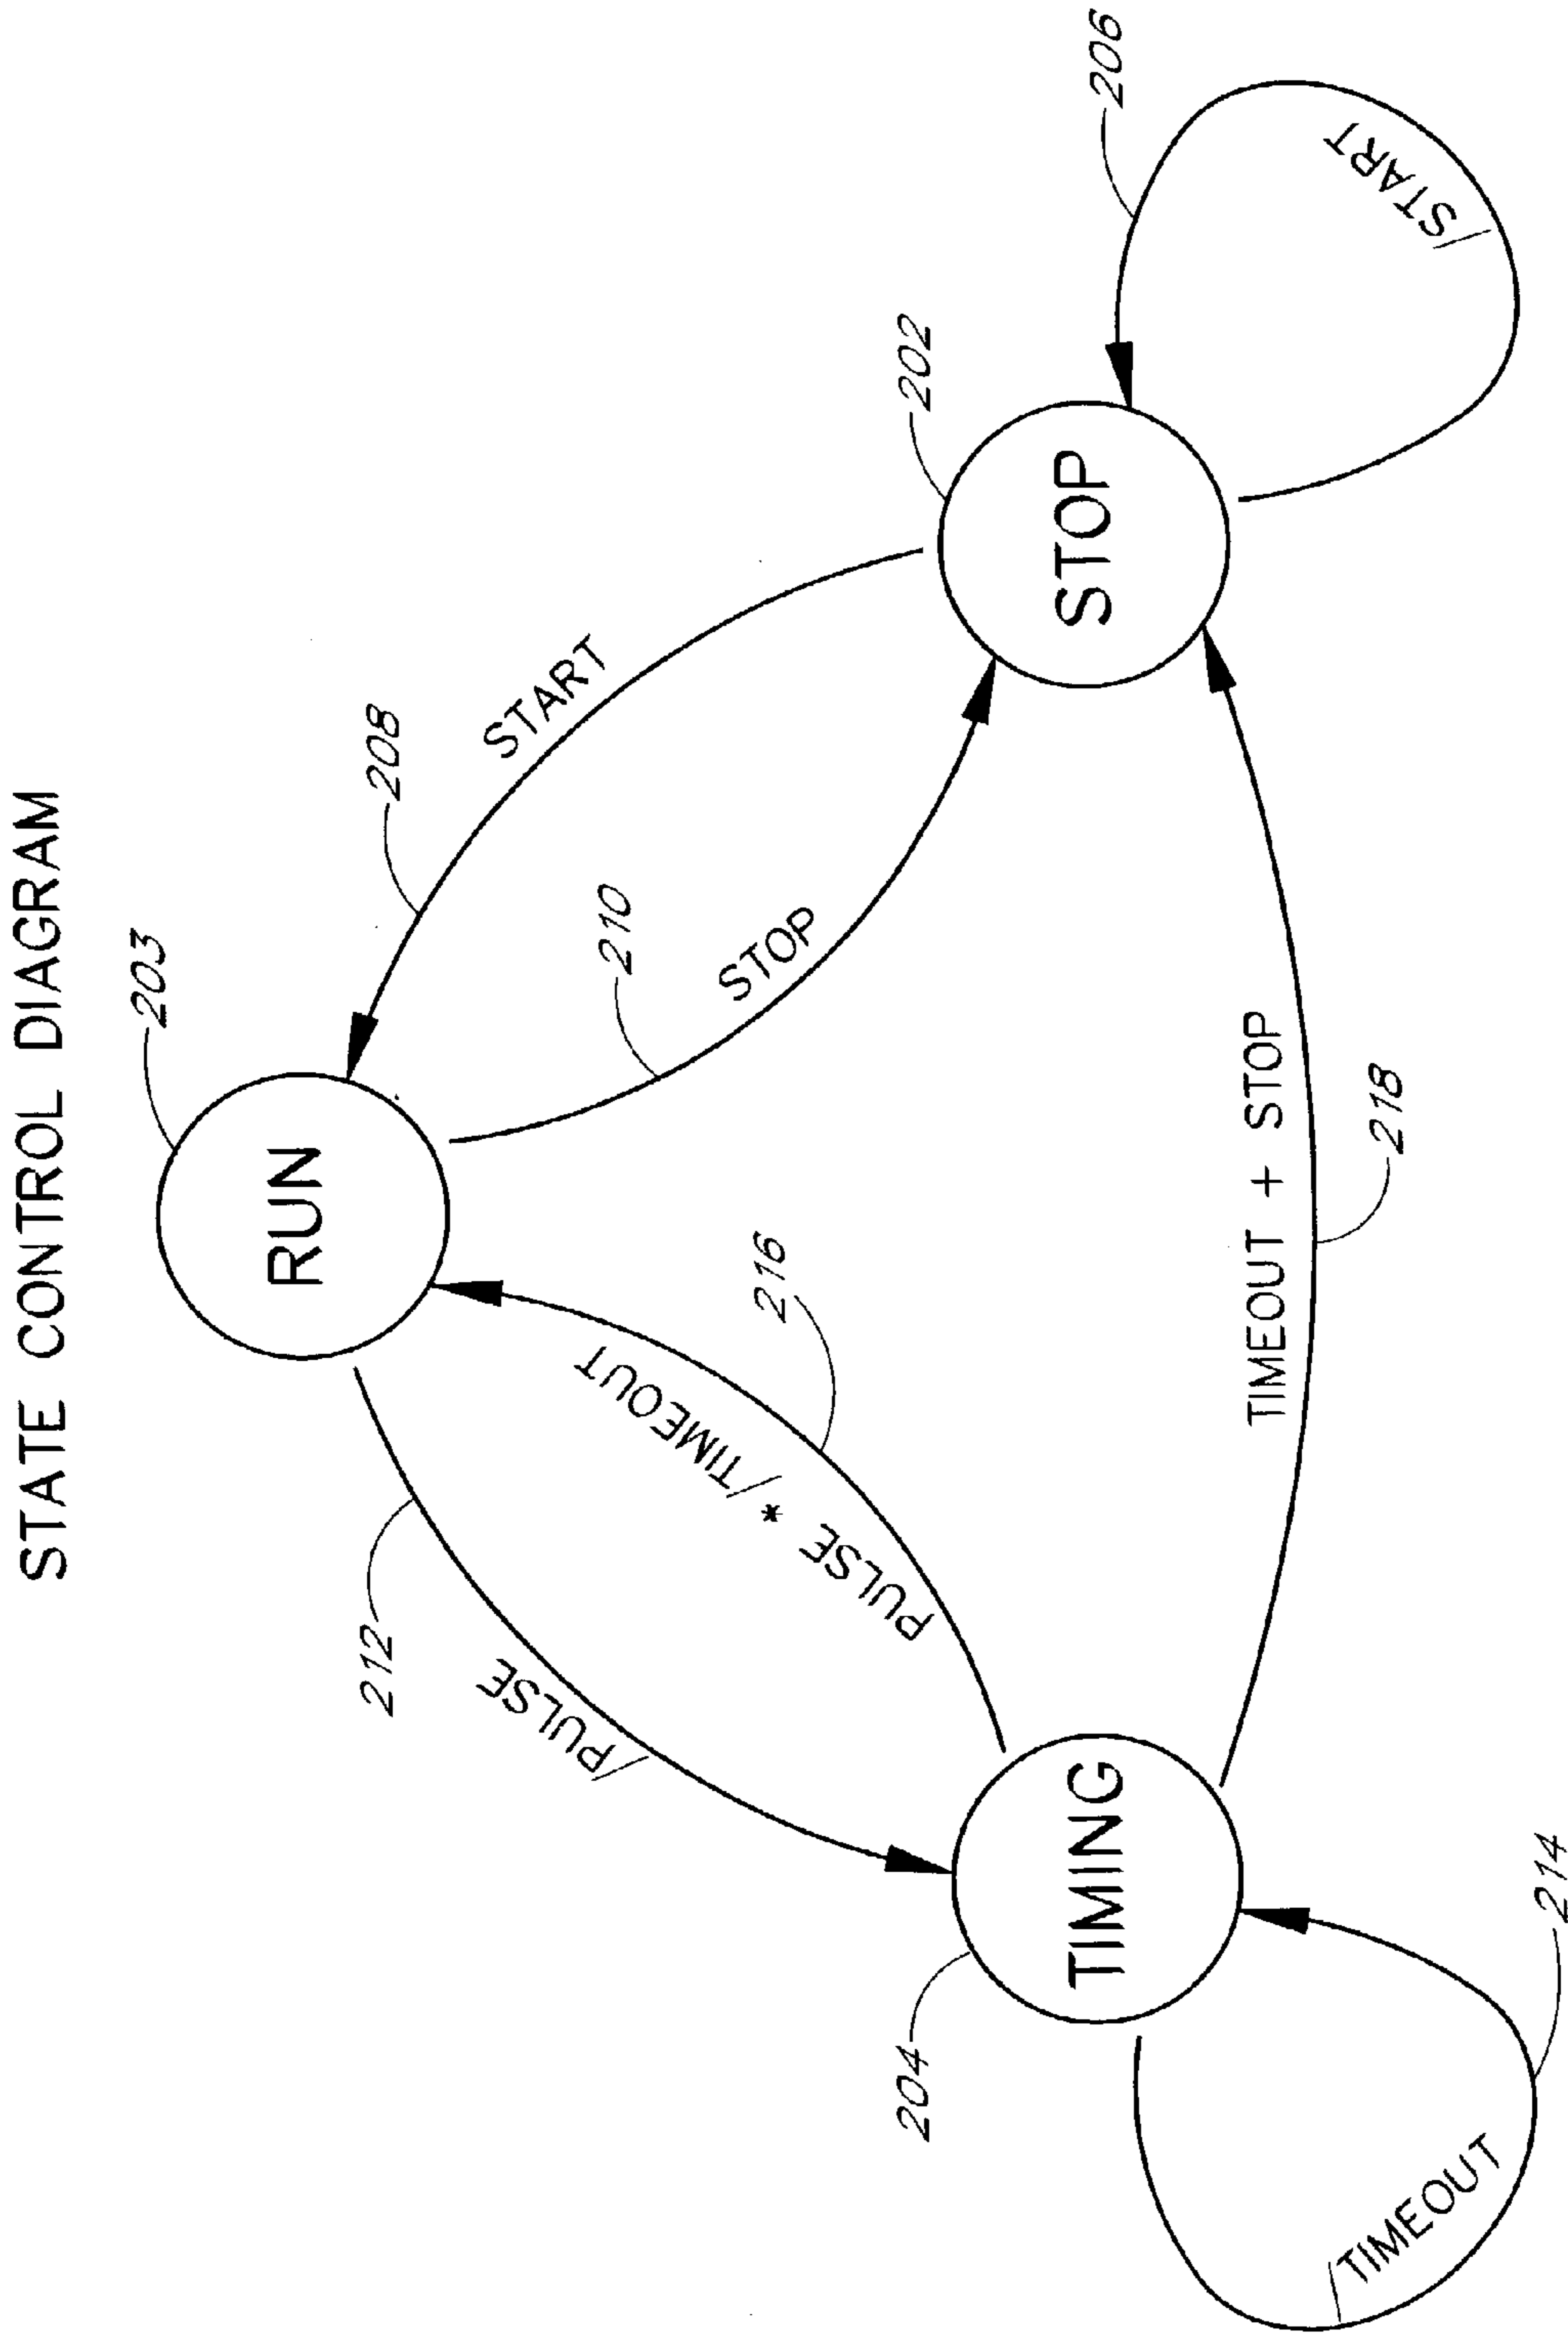 STATE CONTROL DIAGRAM
203
RUN
208
START
212
/PULSE
210
STOP
216
PULSE * /TIMEOUT
204
TIMING
202
STOP
206
/START
TIMEOUT + STOP
218
/TIMEOUT
214